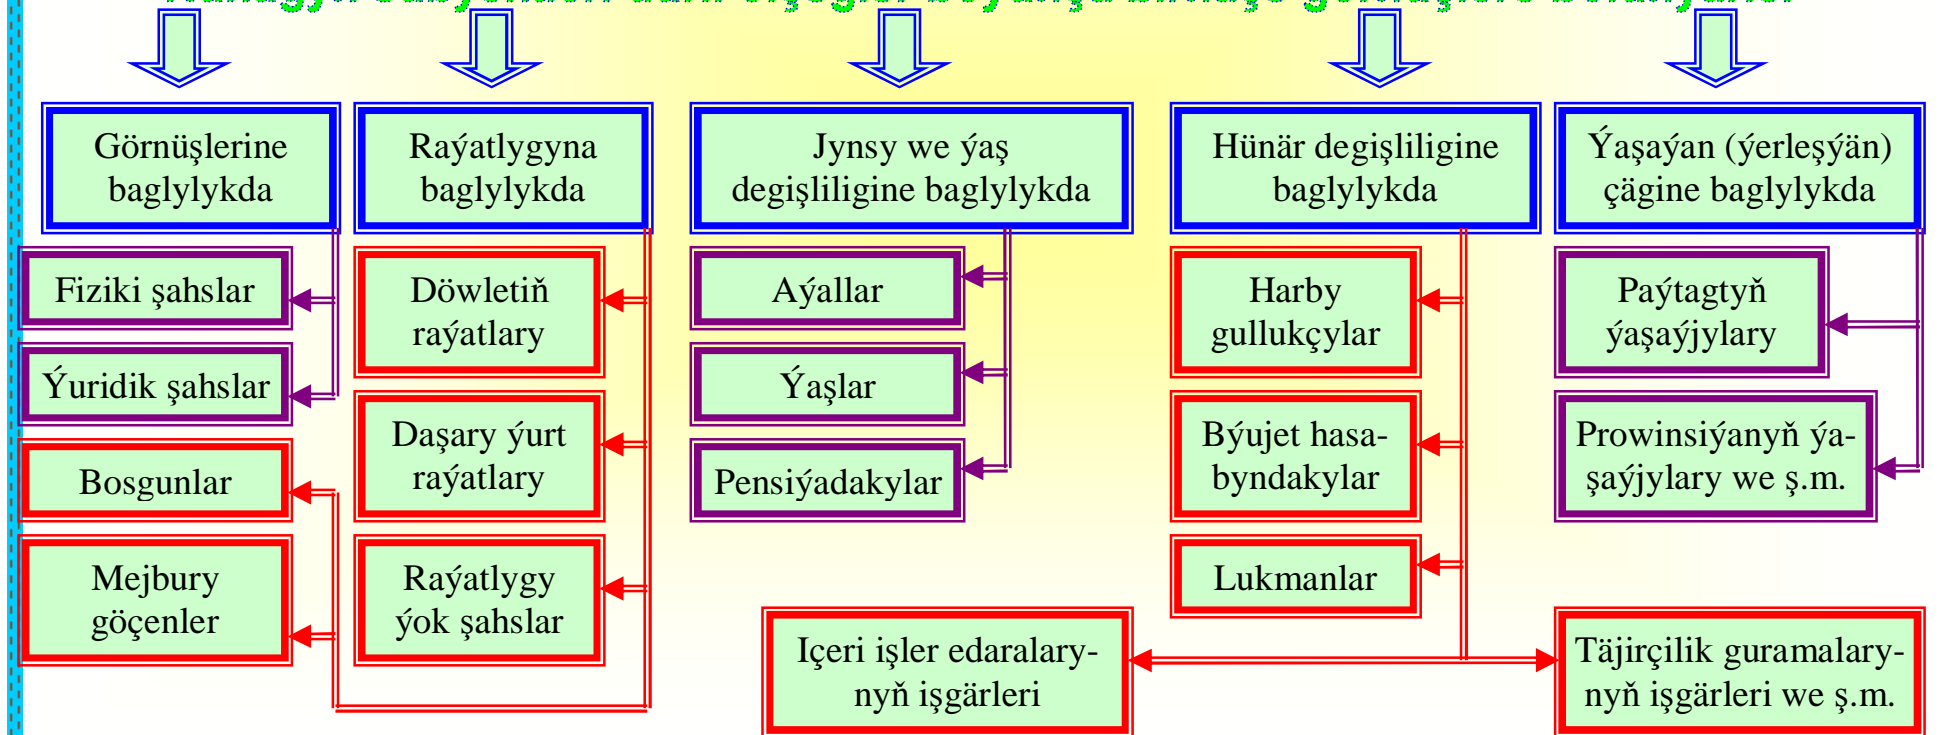 Görnüşlerine
baglylykda
Fiziki şahslar
Ýuridik şahslar
Bosgunlar
Mejbury
göçenler
Raýatlygyna
baglylykda
Döwletiň
raýatlary
Daşary ýurt
raýatlary
Raýatlygy
ýok şahslar
Jynsy we ýaş
degişliligine baglylykda
Aýallar
Ýaşlar
Pensiýadakylar
Hünär degişliligine
baglylykda
Harby
gullukçylar
Býujet hasa-
byndakylar
Lukmanlar
Içeri işler edaralary-
nyň işgärleri
Täjirçilik guramalary-
nyň işgärleri we ş.m.
Ýaşaýan (ýerleşýän)
çägine baglylykda
Paýtagtyň
ýaşaýjylary
Prowinsiýanyň ýa-
şaýjylary we ş.m.